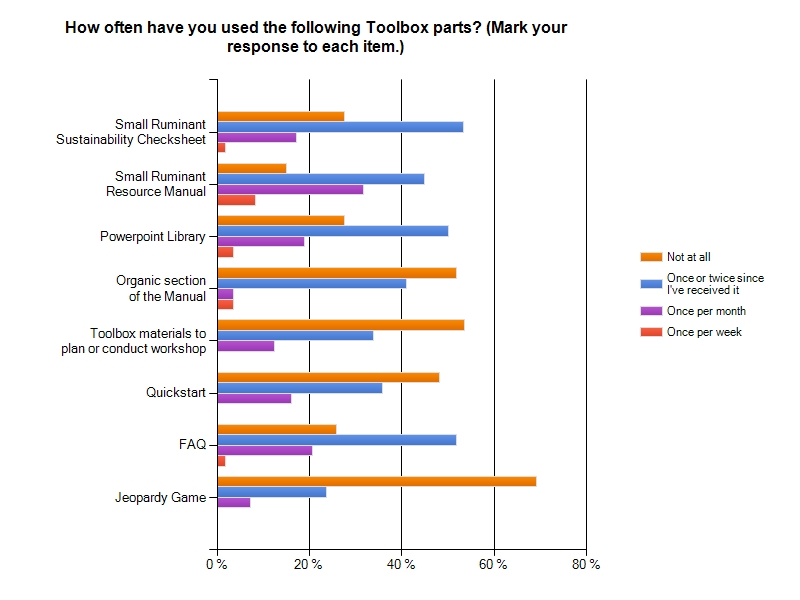 How often have you used the following Toolbox parts? (Mark your
response to each item.)
Small Ruminant
Sustainability Checksheet
Small Ruminant
Resource Manual
Powerpoint Library
Organic section
of the Manual
Toolbox materials to
plan or conduct workshop
Quickstart
FAQ
Jeopardy Game
0 %
20 %
40 %
60 %
80 %
Not at all
Once or twice since
I've received it
Once per month
Once per week